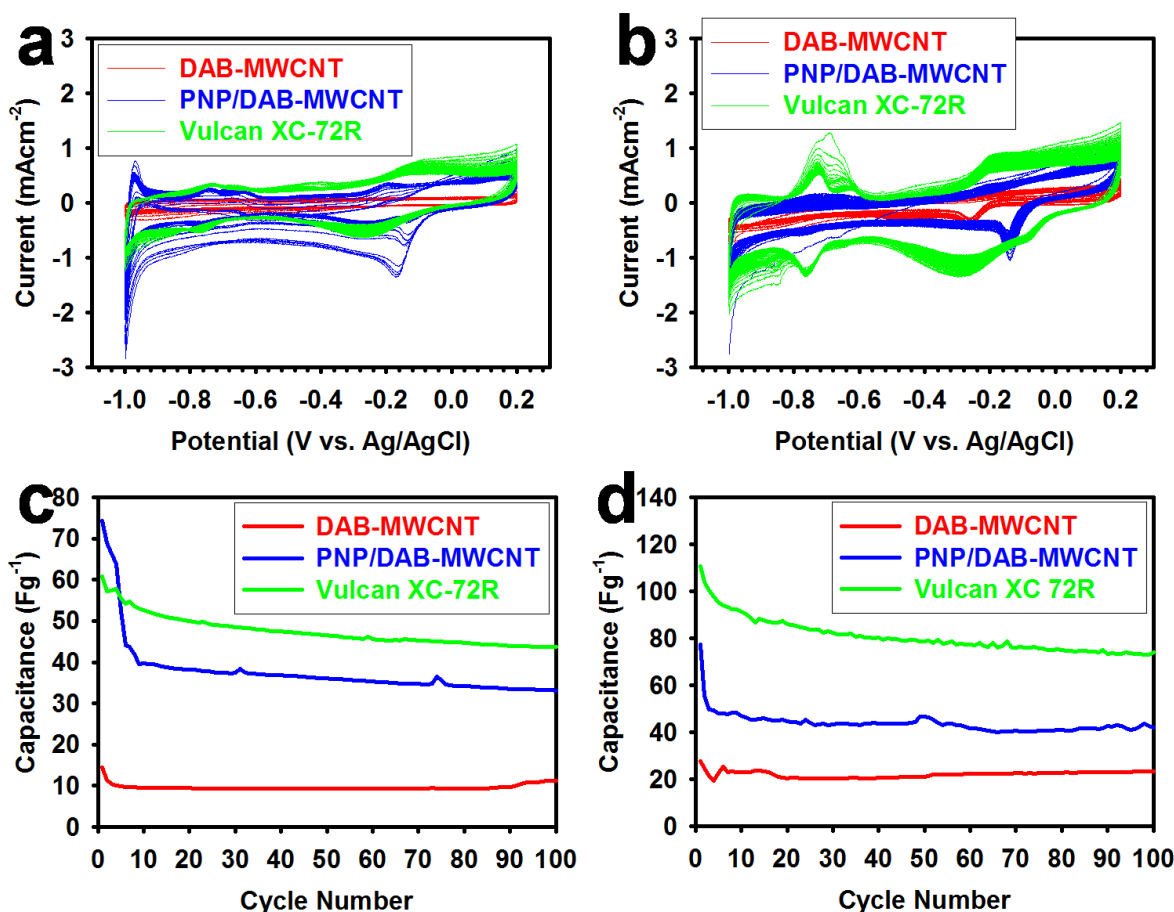 a
3
2
1
0
-1
-2
-3
Current (mAcm⁻²)
DAB-MWCNT
PNP/DAB-MWCNT
Vulcan XC-72R
-1.0 -0.8 -0.6 -0.4 -0.2 0.0 0.2
Potential (V vs. Ag/AgCl)
b
3
2
1
0
-1
-2
-3
Current (mAcm⁻²)
DAB-MWCNT
PNP/DAB-MWCNT
Vulcan XC-72R
-1.0 -0.8 -0.6 -0.4 -0.2 0.0 0.2
Potential (V vs. Ag/AgCl)
c
80
70
60
50
40
30
20
10
0
Capacitance (Fg⁻¹)
DAB-MWCNT
PNP/DAB-MWCNT
Vulcan XC-72R
0 10 20 30 40 50 60 70 80 90 100
Cycle Number
d
140
120
100
80
60
40
20
0
Capacitance (Fg⁻¹)
DAB-MWCNT
PNP/DAB-MWCNT
Vulcan XC 72R
0 10 20 30 40 50 60 70 80 90 100
Cycle Number